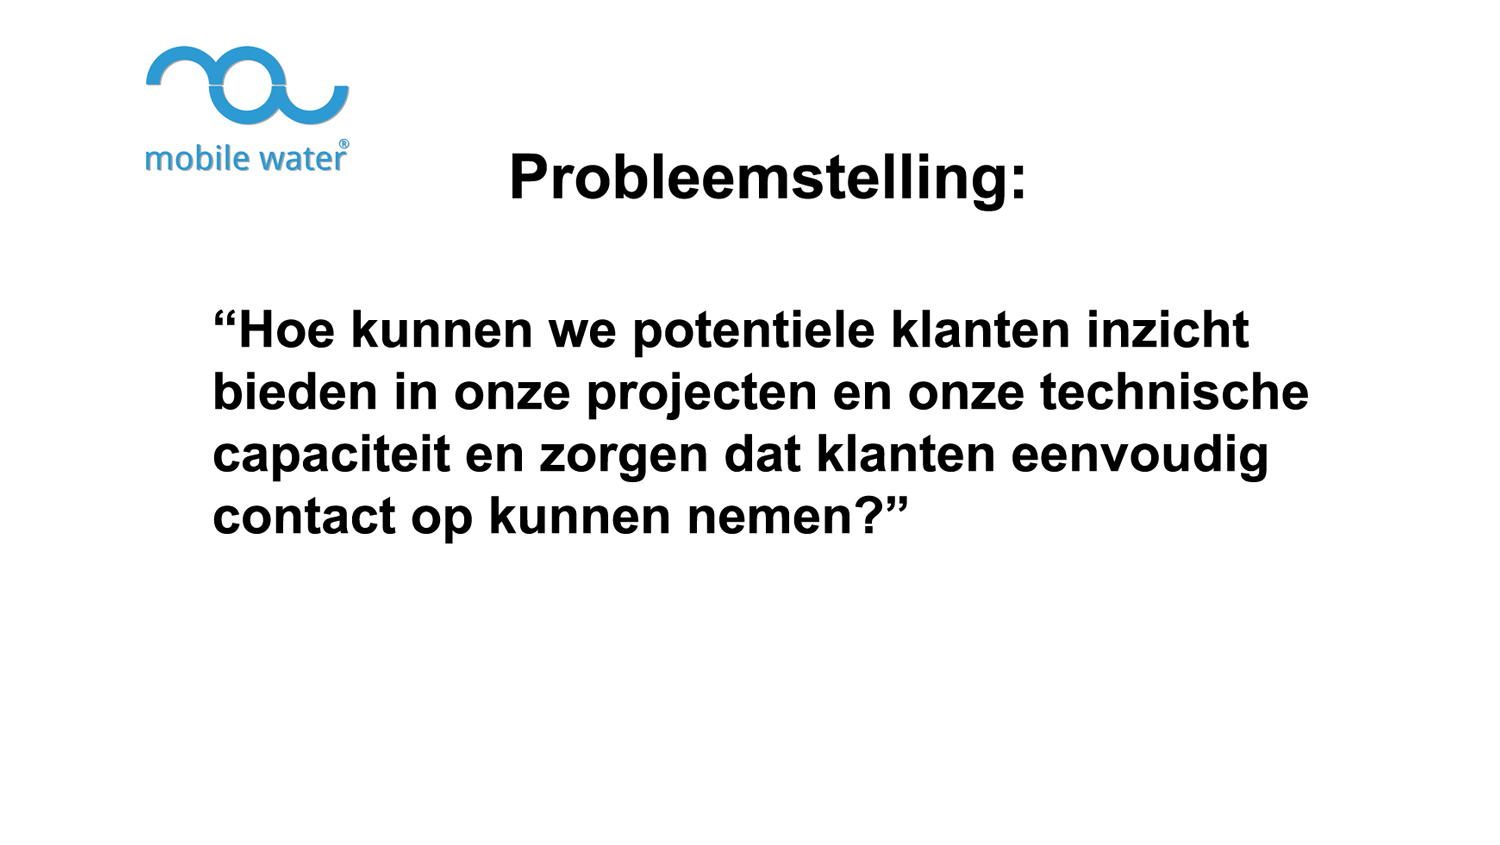 mobile water®
Probleemstelling:
“Hoe kunnen we potentiele klanten inzicht
bieden in onze projecten en onze technische
capaciteit en zorgen dat klanten eenvoudig
contact op kunnen nemen?”